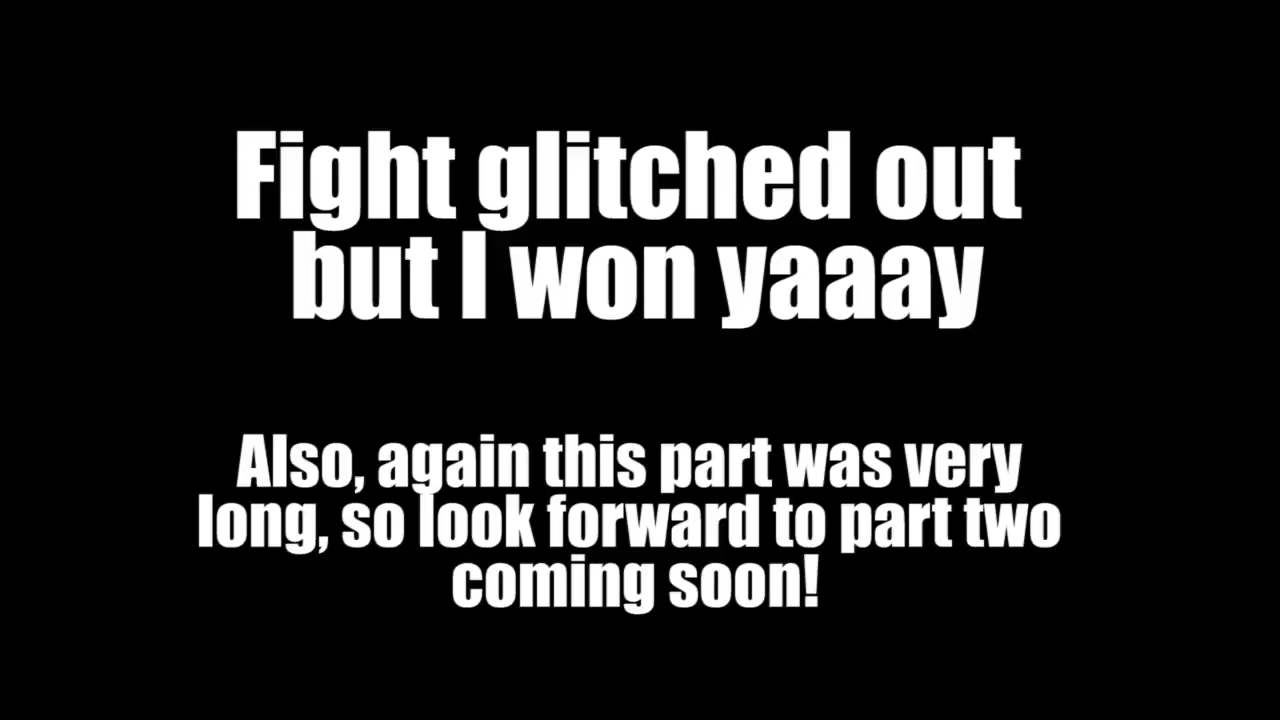 Fight glitched out
but I won yaaay
Also, again this part was very
long, so look forward to part two
coming soon!